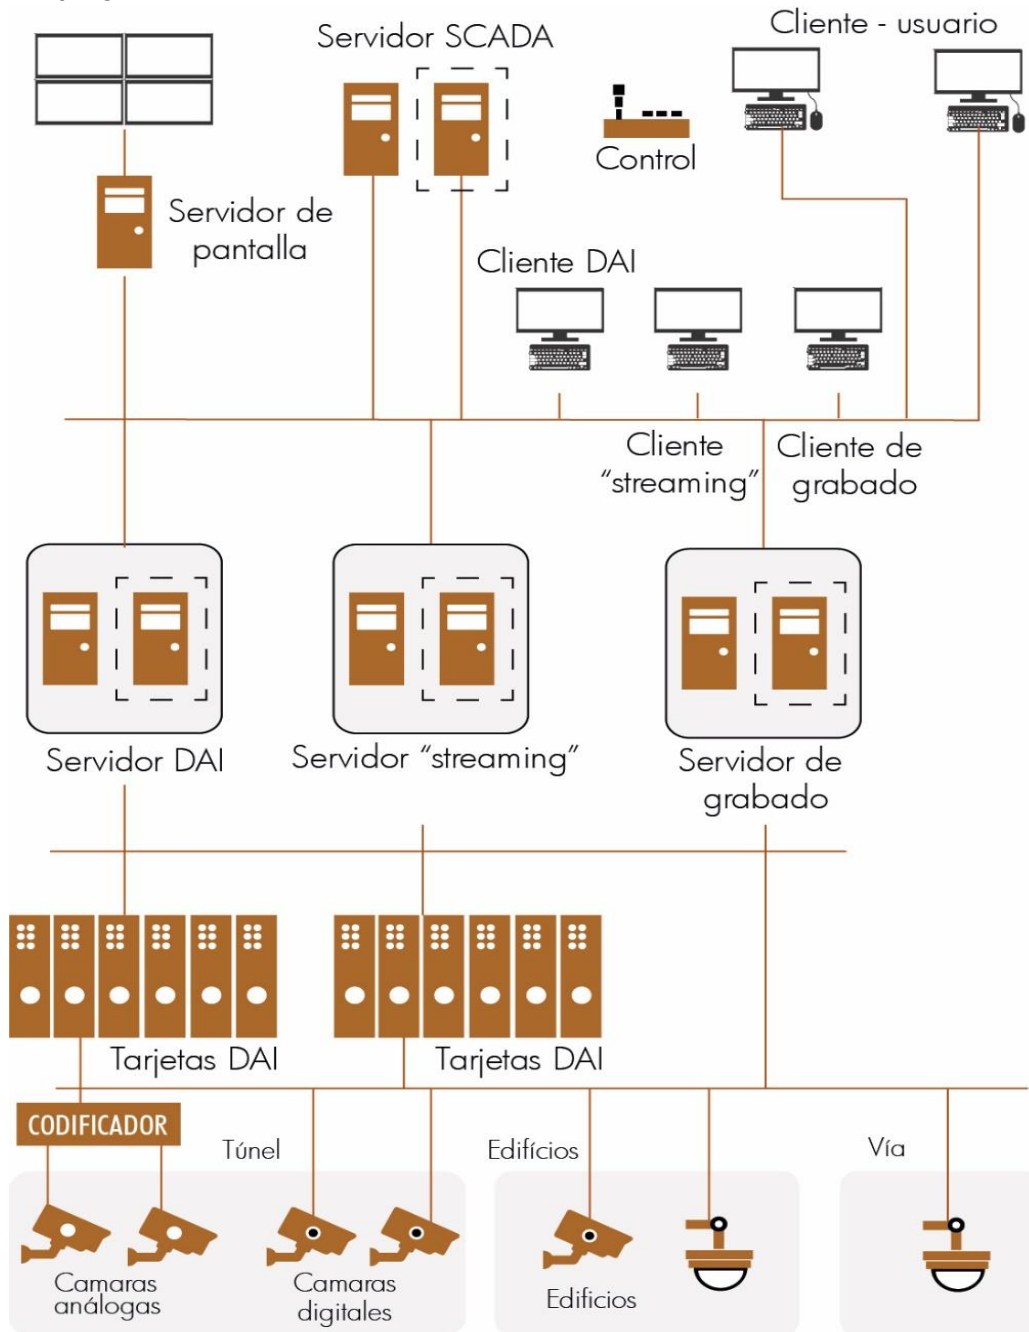 Servidor SCADA
Cliente - usuario
Control
Servidor de
pantalla
Cliente DAI
Cliente
"streaming"
Cliente de
grabado
Servidor DAI
Servidor "streaming"
Servidor de
grabado
Tarjetas DAI
Tarjetas DAI
CODIFICADOR
Túnel
Edifícios
Vía
Camaras
análogas
Camaras
digitales
Edificios